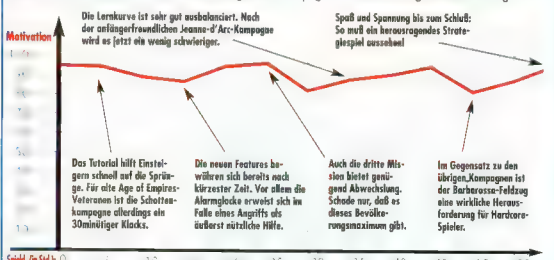 Die Lernkurve ist sehr gut ausbalanciert. Nach
der anfängerfreundlichen Jeanne-d'Arc-Kampagne
wird es jetzt ein wenig schwieriger.
Spaß und Spannung bis zum Schluß:
So muß ein herausragendes Strate-
giespiel aussehen!
Motivation
Das Tutorial hilft Einstei-
gern schnell auf die Sprün-
ge. Für alte Age of Empires-
Veteranen ist die Schotten-
kampagne allerdings ein
30minütiger Klacks.
Die neuen Features be-
währen sich bereits nach
kürzester Zeit. Vor allem die
Alarmglocke erweist sich im
Falle eines Angriffs als
äußerst nützliche Hilfe.
Auch die dritte Mis-
sion bietet genü-
gend Abwechslung.
Schade nur, daß es
dieses Bevölke-
rungsmaximum gibt.
Im Gegensatz zu den
übrigen Kampagnen ist
der Barbarossa-Feldzug
eine wirkliche Heraus-
forderung für Hardcore-
Spieler.
0